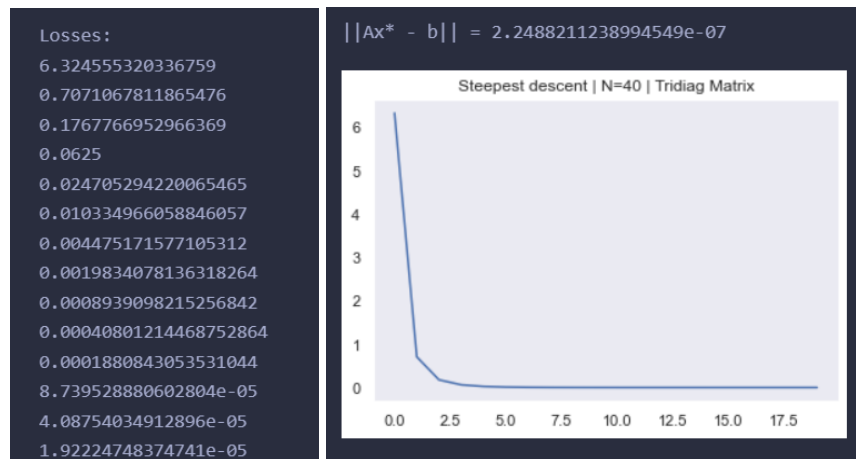 Losses:
6.324555320336759
0.7071067811865476
0.1767766952966369
0.0625
0.024705294220065465
0.010334966058846057
0.004475171577105312
0.0019834078136318264
0.0008939098215256842
0.00040801214468752864
0.0001880843053531044
8.739528880602804e-05
4.08754034912896e-05
1.92224748374741e-05
||Ax* - b|| = 2.2488211238994549e-07
Steepest descent | N=40 | Tridiag Matrix
6
5
4
3
2
1
0
0.0 2.5 5.0 7.5 10.0 12.5 15.0 17.5